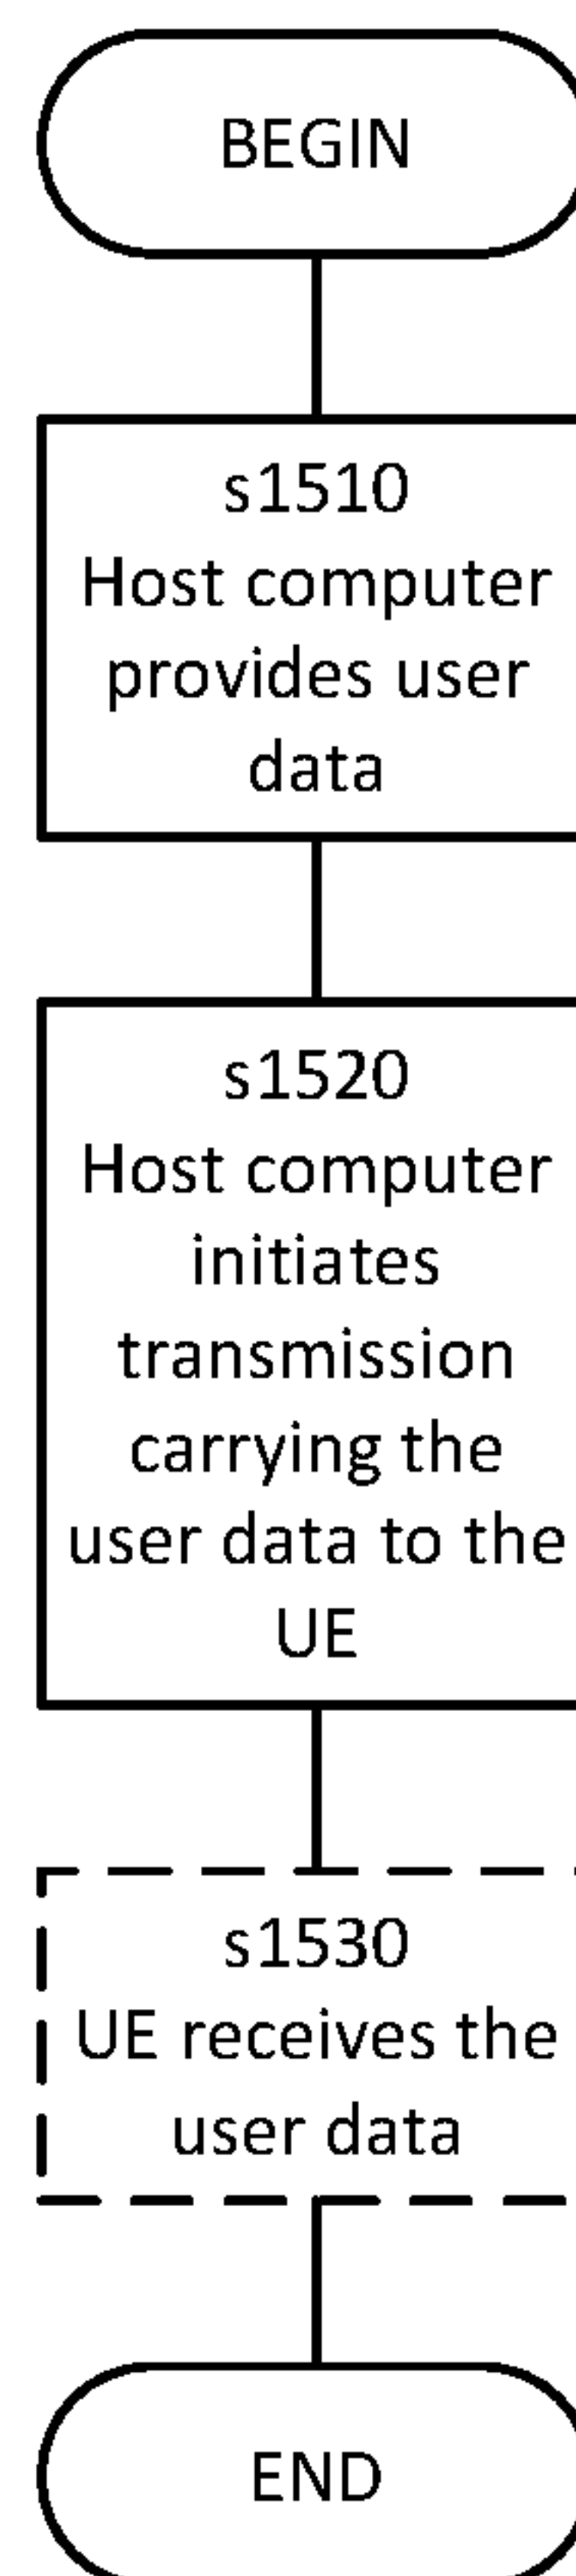 BEGIN
s1510
Host computer
provides user
data
s1520
Host computer
initiates
transmission
carrying the
user data to the
UE
s1530
UE receives the
user data
END